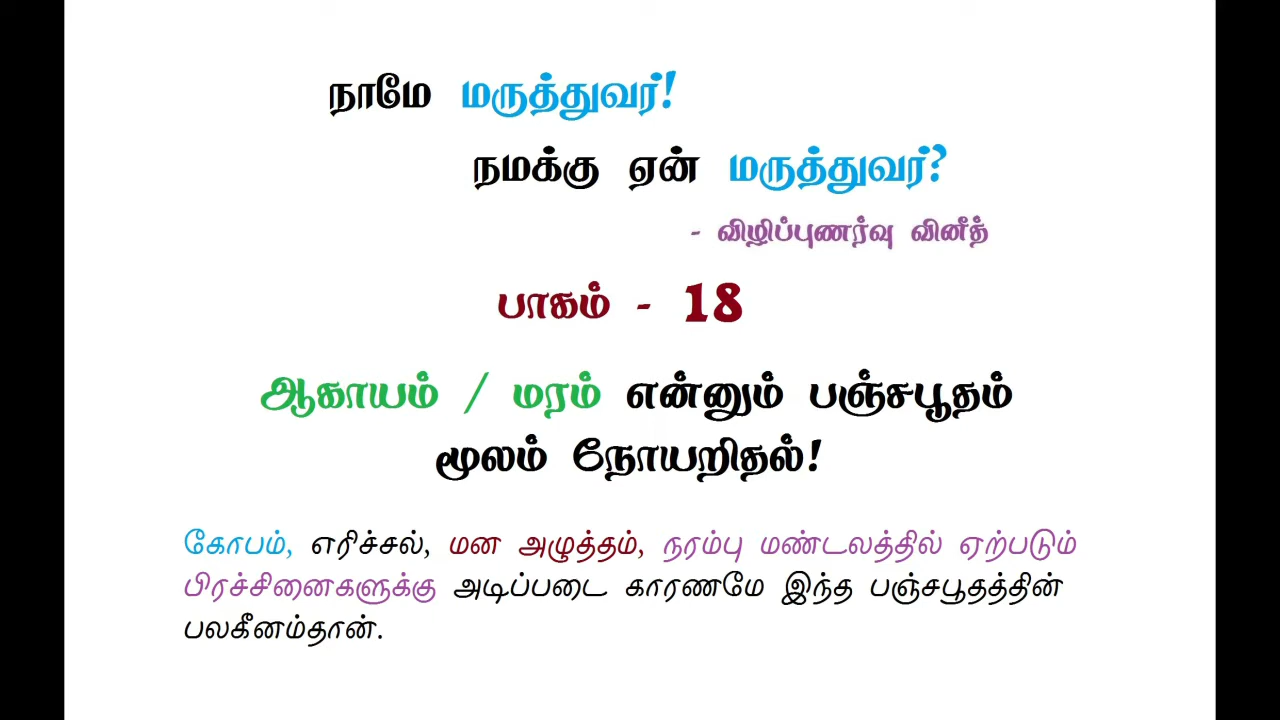 நாமே மருத்துவர்!
நமக்கு ஏன் மருத்துவர்?
- விழிப்புணர்வு வினீத்
பாகம் - 18
ஆகாயம் / மரம் என்னும் பஞ்சபூதம்
மூலம் நோயறிதல்!
கோபம், எரிச்சல், மன அழுத்தம், நரம்பு மண்டலத்தில் ஏற்படும்
பிரச்சினைகளுக்கு அடிப்படை காரணமே இந்த பஞ்சபூதத்தின்
பலகீனம்தான்.